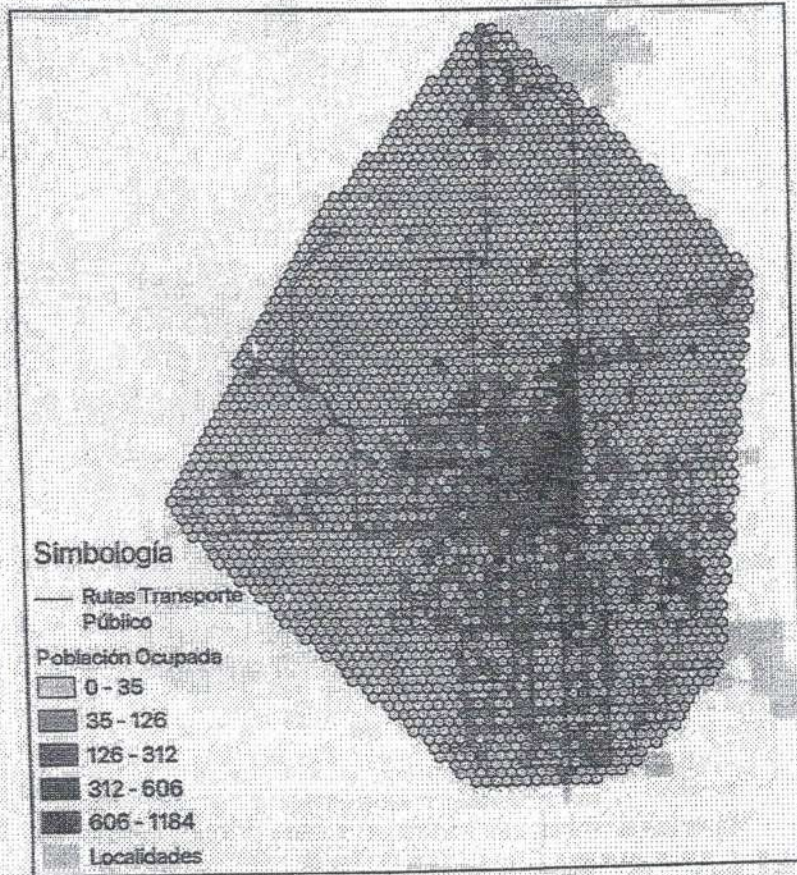 Simbología
Rutas Transporte
Público
Población Ocupada
0 - 35
35 - 126
126 - 312
312 - 606
606 - 1184
Localidades